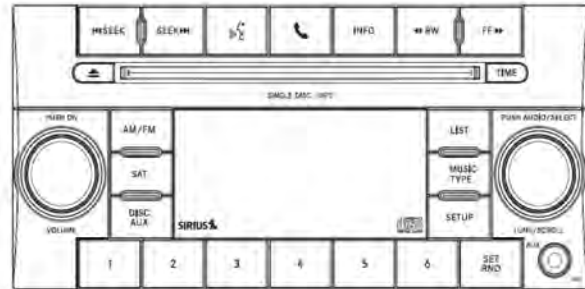 SEEK
SEEK
INFO
RW
FF
TIME
SINGLE DISC / MP3
PUSH ON
AM/FM
LIST
PUSH AUDIO/SELECT
SAT
MUSIC TYPE
DISC AUX
SETUP
VOLUME
SIRIUS
TUNE/SCROLL
AUX
1
2
3
4
5
6
SET RND